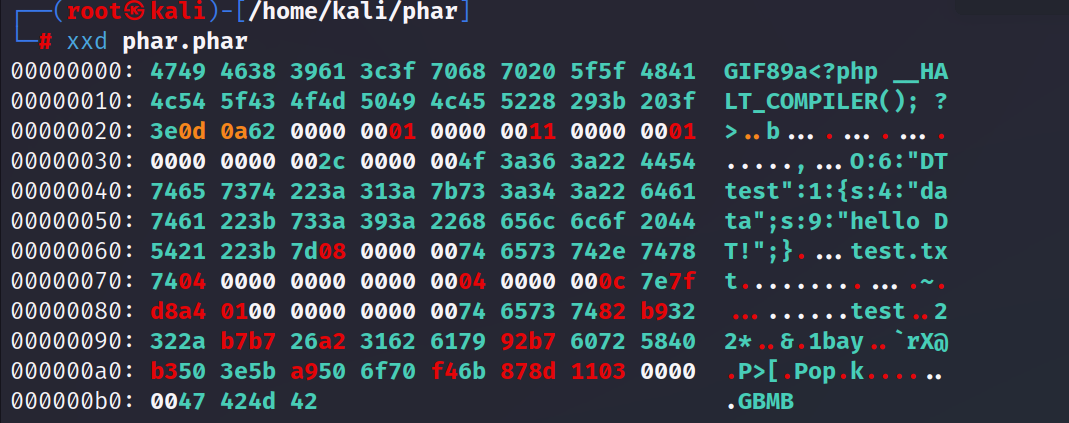 ┌──(root㉿kali)-[/home/kali/phar]
└─# xxd phar.phar
00000000: 4749 4638 3961 3c3f 7068 7020 5f5f 4841  GIF89a<?php __HA
00000010: 4c54 5f43 4f4d 5049 4c45 5228 293b 203f  LT_COMPILER(); ?
00000020: 3e0d 0a62 0000 0001 0000 0011 0000 0001  >..b............
00000030: 0000 0000 002c 0000 004f 3a36 3a22 4454  .....,...O:6:"DT
00000040: 7465 7374 223a 313a 7b73 3a34 3a22 6461  test":1:{s:4:"da
00000050: 7461 223b 733a 393a 2268 656c 6c6f 2044  ta";s:9:"hello D
00000060: 5421 223b 7d08 0000 0074 6573 742e 7478  T!";}....test.tx
00000070: 7404 0000 0000 0000 0004 0000 000c 7e7f  t.............~.
00000080: d8a4 0100 0000 0000 0074 6573 7482 b932  .........test..2
00000090: 322a b7b7 26a2 3162 6179 92b7 6072 5840  2*..&.1bay..`rX@
000000a0: b350 3e5b a950 6f70 f46b 878d 1103 0000  .P>[.Pop.k......
000000b0: 0047 424d 42  .GBMB